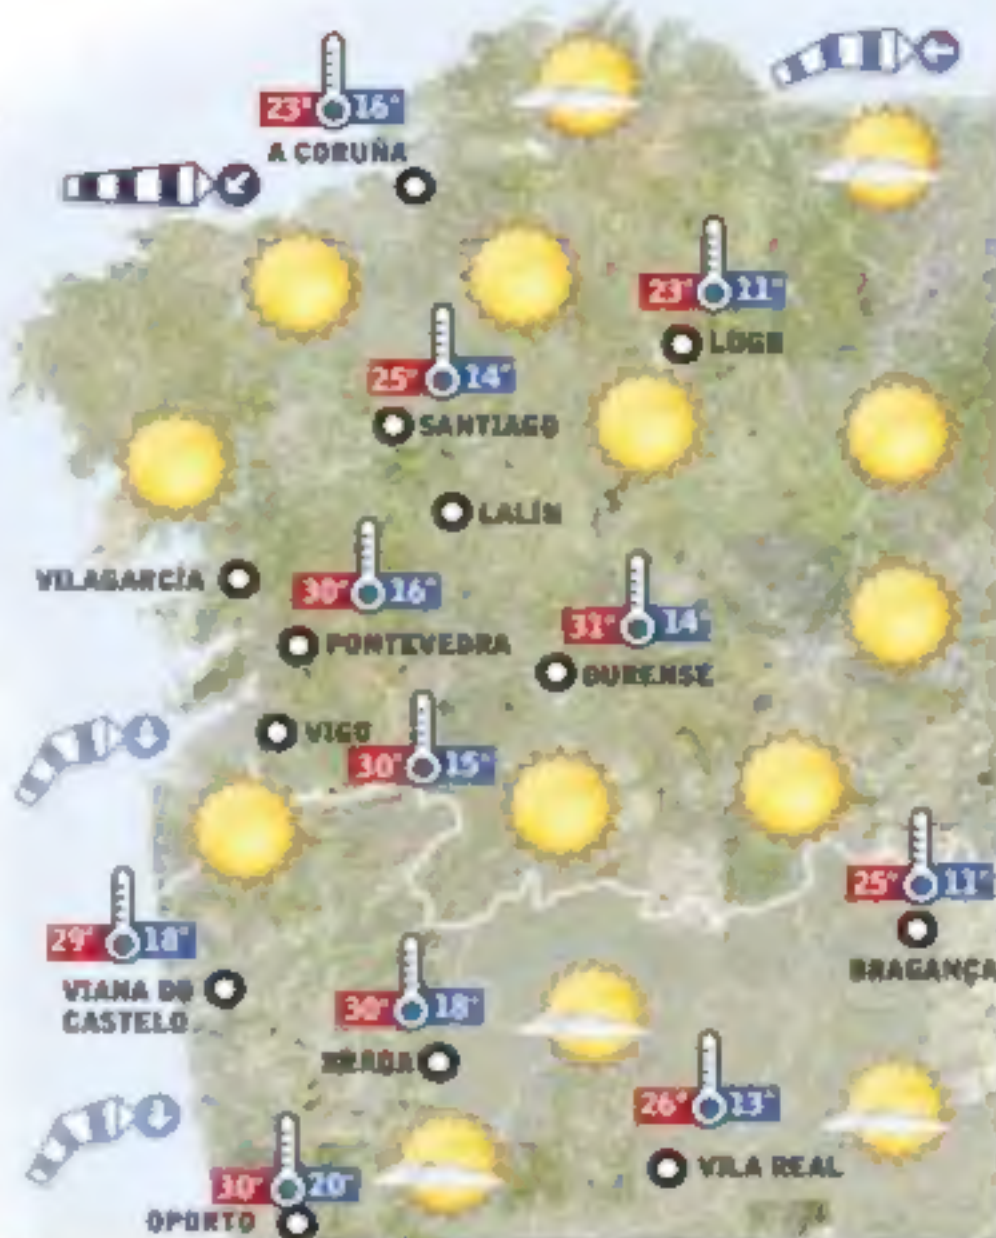 23° 16°
A CORUÑA
23° 11°
LUGO
25° 14°
SANTIAGO
LALÍN
VILAGARCÍA
30° 16°
PONTEVEDRA
31° 14°
OURENSE
VIGO
30° 15°
25° 11°
BRAGANÇA
29° 18°
VIANA DO
CASTELO
30° 18°
BRAGA
26° 13°
VILA REAL
30° 20°
OPORTO